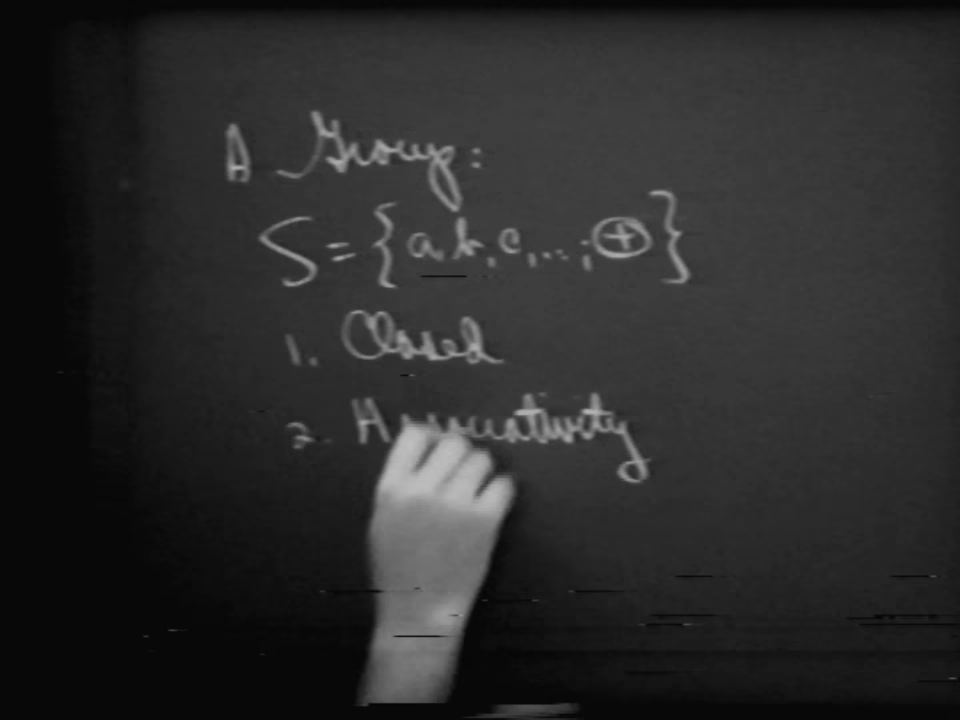 A Group:
S = {a, b, c, ...; ⊕}
1. Closed
2. Associativity